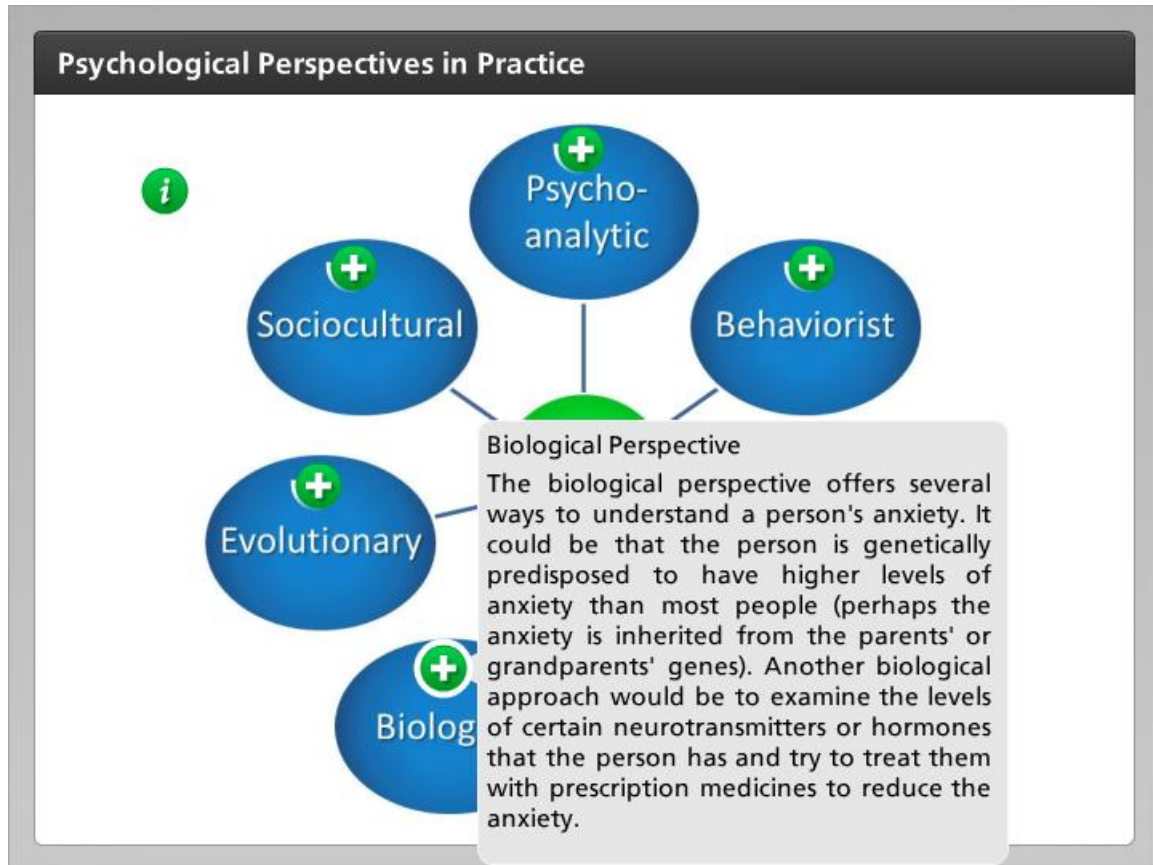 Psychological Perspectives in Practice
i
Psycho-
analytic
Sociocultural
Behaviorist
Evolutionary
Biolog
Biological Perspective
The biological perspective offers several
ways to understand a person's anxiety. It
could be that the person is genetically
predisposed to have higher levels of
anxiety than most people (perhaps the
anxiety is inherited from the parents' or
grandparents' genes). Another biological
approach would be to examine the levels
of certain neurotransmitters or hormones
that the person has and try to treat them
with prescription medicines to reduce the
anxiety.